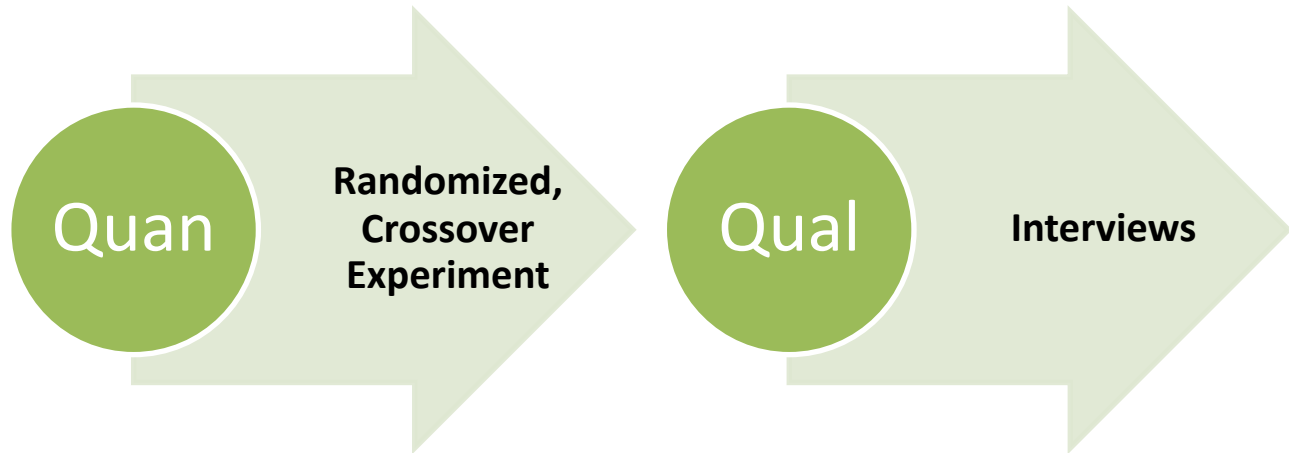 Quan
Randomized,
Crossover
Experiment
Qual
Interviews